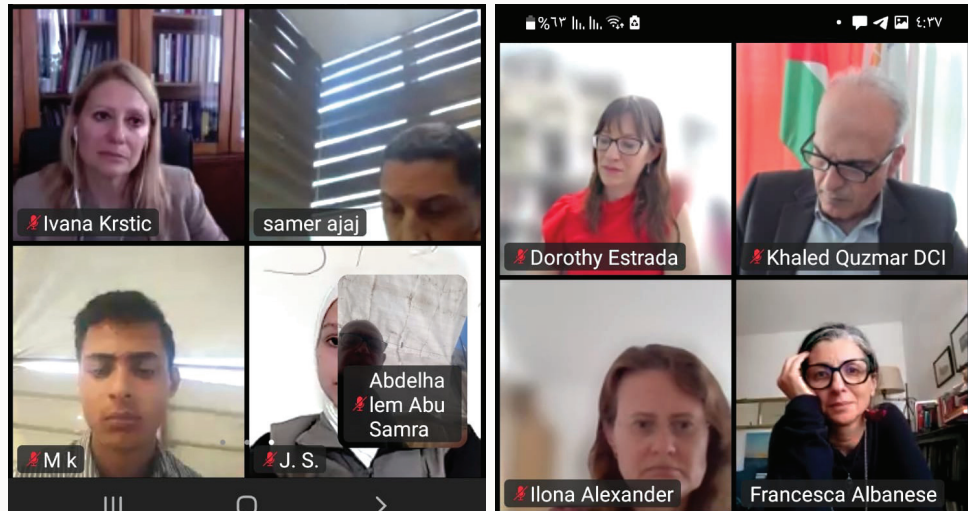 Ivana Krstic
samer ajaj
M k
J. S.
Abdelha
lem Abu
Samra
%٦٣
٤:٣٧
Dorothy Estrada
Khaled Quzmar DCI
Ilona Alexander
Francesca Albanese